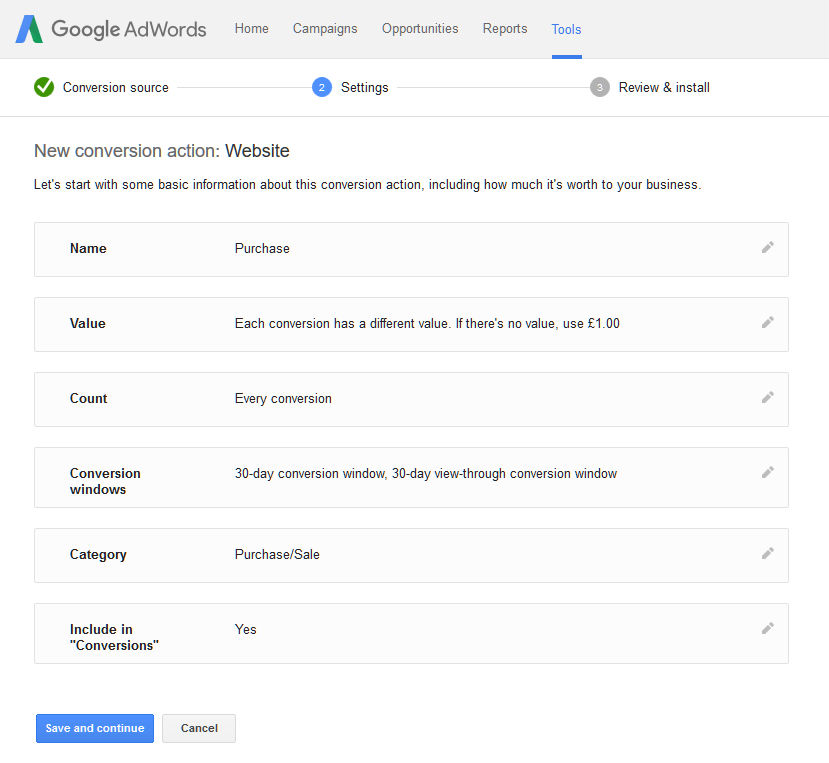 Google AdWords Home Campaigns Opportunities Reports Tools
Conversion source 2 Settings 3 Review & install
New conversion action: Website
Let's start with some basic information about this conversion action, including how much it's worth to your business.
Name Purchase
Value Each conversion has a different value. If there's no value, use £1.00
Count Every conversion
Conversion 30-day conversion window, 30-day view-through conversion window
windows
Category Purchase/Sale
Include in Yes
"Conversions"
Save and continue Cancel